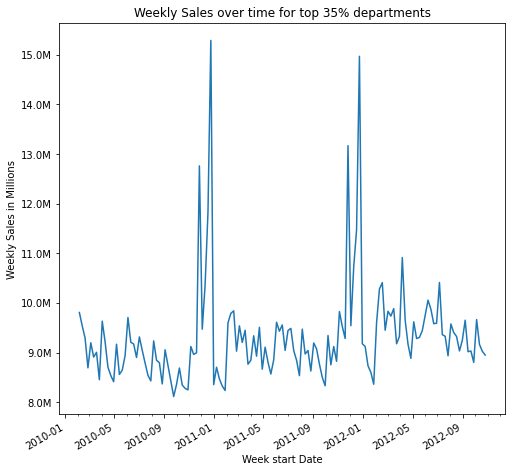 Weekly Sales over time for top 35% departments
15.0M
14.0M
13.0M
12.0M
11.0M
10.0M
9.0M
8.0M
Weekly Sales in Millions
2010-01
2010-05
2010-09
2011-01
2011-05
2011-09
2012-01
2012-05
2012-09
Week start Date